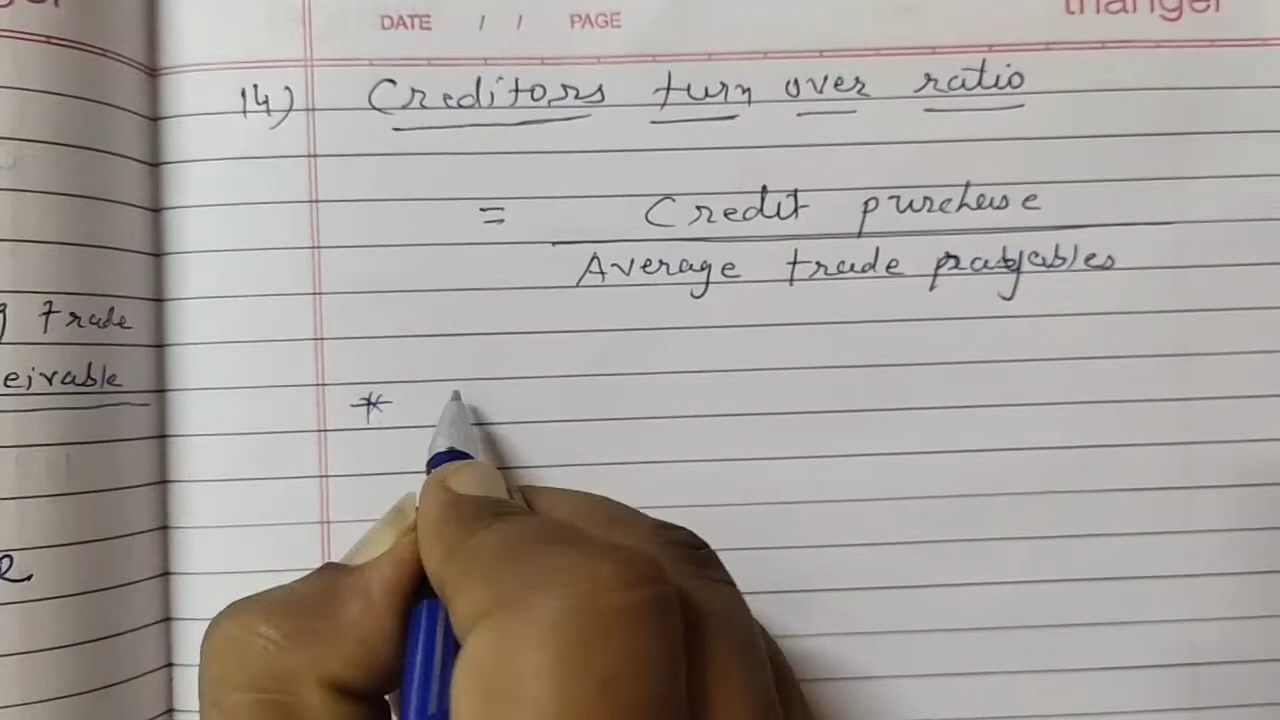 DATE / / PAGE
14) Creditors turn over ratio
= Credit purchase
Average trade payables
Trade
eivable
*